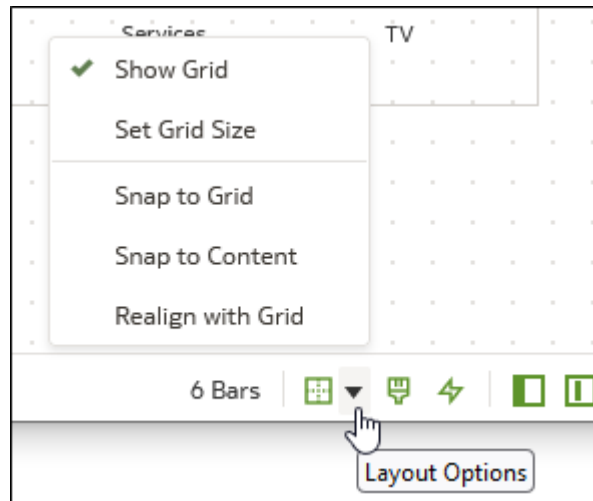 Services
TV
Show Grid
Set Grid Size
Snap to Grid
Snap to Content
Realign with Grid
6 Bars
Layout Options